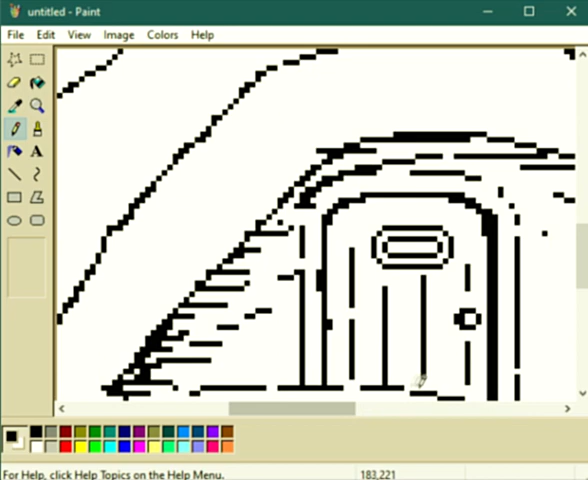 untitled - Paint
File Edit View Image Colors Help
A
For Help, click Help Topics on the Help Menu. 183,221